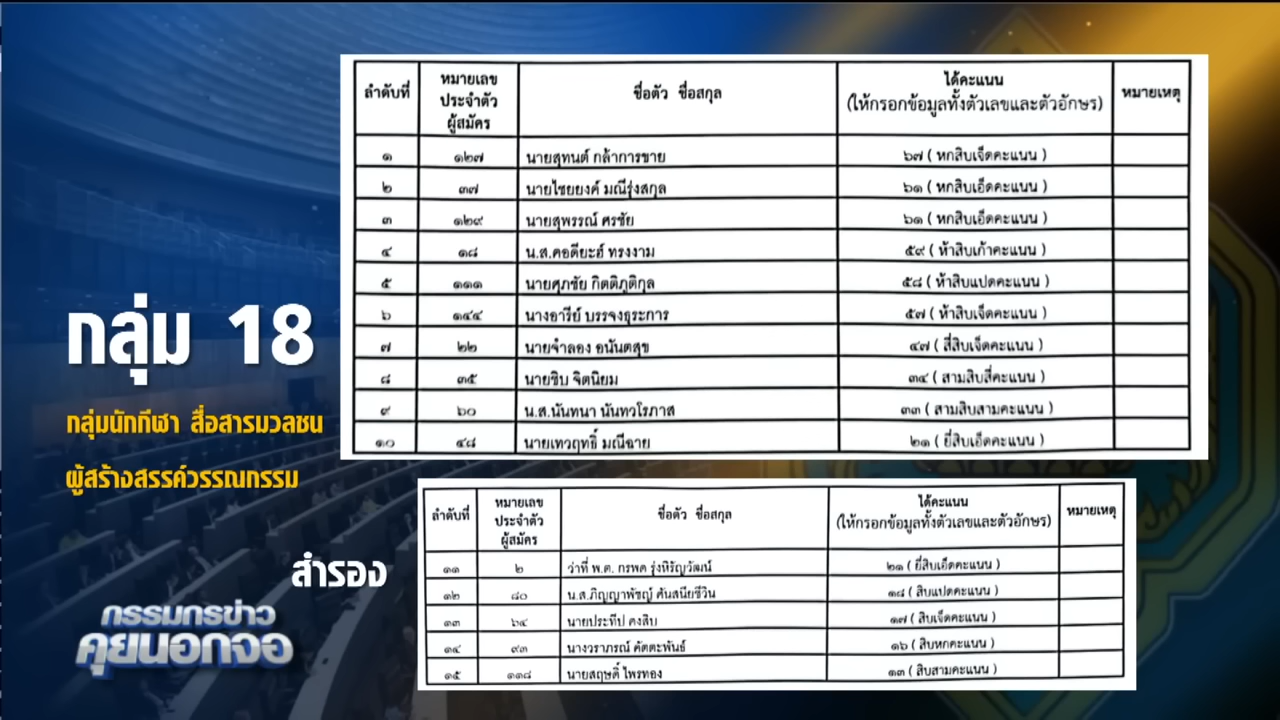 ลำดับที่ หมายเลขประจำตัวผู้สมัคร ชื่อตัว ชื่อสกุล ได้คะแนน (ให้กรอกข้อมูลทั้งตัวเลขและตัวอักษร) หมายเหตุ
๑ ๑๒๗ นายสุทนต์ กล้าการขาย ๖๗ ( หกสิบเจ็ดคะแนน )
๒ ๓๗ นายไชยยงค์ มณีรุ่งสกุล ๖๑ ( หกสิบเอ็ดคะแนน )
๓ ๑๒๙ นายสุพรรณ์ ศรชัย ๖๑ ( หกสิบเอ็ดคะแนน )
๔ ๑๘ น.ส.คอดียะฮ์ ทรงงาม ๕๙ ( ห้าสิบเก้าคะแนน )
๕ ๑๑๑ นายศุภชัย กิตติภูติกุล ๕๘ ( ห้าสิบแปดคะแนน )
๖ ๑๔๔ นางอารีย์ บรรจงธุระการ ๕๗ ( ห้าสิบเจ็ดคะแนน )
๗ ๒๒ นายจำลอง อนันตสุข ๔๗ ( สี่สิบเจ็ดคะแนน )
๘ ๓๕ นายชิบ จิตนิยม ๓๔ ( สามสิบสี่คะแนน )
๙ ๖๐ น.ส.นันทนา นันทวโรภาส ๓๓ ( สามสิบสามคะแนน )
๑๐ ๔๘ นายเทวฤทธิ์ มณีฉาย ๒๑ ( ยี่สิบเอ็ดคะแนน )
กลุ่ม 18
กลุ่มนักกีฬา สื่อสารมวลชน
ผู้สร้างสรรค์วรรณกรรม
สำรอง
ลำดับที่ หมายเลขประจำตัวผู้สมัคร ชื่อตัว ชื่อสกุล ได้คะแนน (ให้กรอกข้อมูลทั้งตัวเลขและตัวอักษร) หมายเหตุ
๑๑ ๒ ว่าที่ พ.ต. กรพด รุ่งหิรัญวัฒน์ ๒๑ ( ยี่สิบเอ็ดคะแนน )
๑๒ ๘๐ น.ส.ภิญญาพัชญ์ สันสนียชีวิน ๑๘ ( สิบแปดคะแนน )
๑๓ ๖๔ นายประทีป คงสิบ ๑๗ ( สิบเจ็ดคะแนน )
๑๔ ๙๓ นางวราภรณ์ คัตตะพันธ์ ๑๖ ( สิบหกคะแนน )
๑๕ ๑๑๘ นายสฤษดิ์ ไพรทอง ๑๓ ( สิบสามคะแนน )
กรรมกรข่าว
คุยนอกจอ